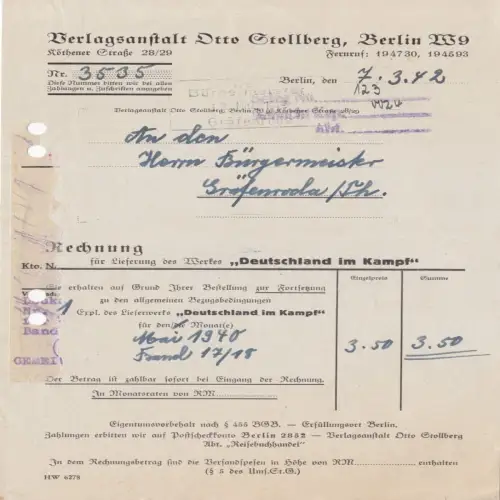 Verlagsanstalt Otto Stollberg, Berlin W9
Köthener Straße 28/29 Fernruf: 194730, 194593
Nr. 3535 Berlin, den 7.3.42
Diese Nummer bitten wir bei allen
Zahlungen u. Zuschriften anzugeben
123
Verlagsanstalt Otto Stollberg, Berlin W9, Köthener Straße 28/29
An den
Herrn Bürgermeister
Gräfenroda/Th.
Rechnung
für Lieferung des Werkes „Deutschland im Kampf“
Kto. N.
Sie erhalten auf Grund Ihrer Bestellung zur Fortsetzung Einzelpreis Summe
zu den allgemeinen Bezugsbedingungen
1 Expl. des Lieferwerks „Deutschland im Kampf“
für den/die Monat(e)
Mai 1940
Band 17/18 3.50 3.50
Der Betrag ist zahlbar sofort bei Eingang der Rechnung.
In Monatsraten von RM
Eigentumsvorbehalt nach § 455 BGB. – Erfüllungsort Berlin.
Zahlungen erbitten wir auf Postscheckkonto Berlin 2852 – Verlagsanstalt Otto Stollberg
Abt. „Reisebuchhandel“
In dem Rechnungsbetrag sind die Versandspesen in Höhe von RM enthalten
(§ 5 des Ums.St.G.)
HW 6278